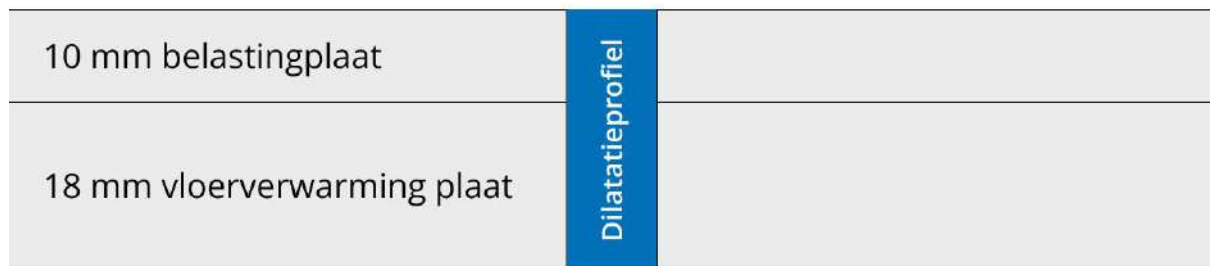 10 mm belastingplaat
Dilatatieprofiel
18 mm vloerverwarming plaat